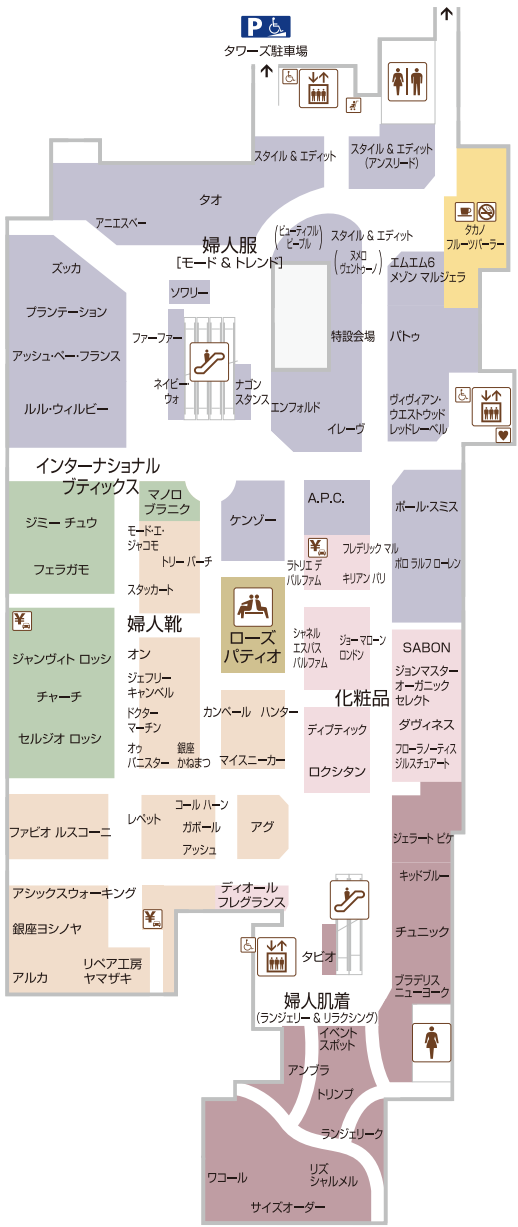 P
タワーズ駐車場
スタイル & エディット
スタイル & エディット
(アンスリード)
タオ
アニエスベー
婦人服
[モード & トレンド]
(ビューティフル
ピープル)
スタイル & エディット
(ヌメロ
ヴェントゥーノ)
タカノ
フルーツパーラー
エムエム6
メゾン マルジェラ
ズッカ
プランテーション
アッシュ・ペー・フランス
ルル・ウィルビー
ソワリー
ファーファー
ネイビー・
ウォ
ナゴン
スタンス
特設会場
パトゥ
エンフォルド
イレーヴ
ヴィヴィアン・
ウエストウッド
レッドレーベル
インターナショナル
ブティックス
ジミー チュウ
フェラガモ
マノロ
ブラニク
モード・エ・
ジャコモ
トリー バーチ
スタッカート
ケンゾー
A.P.C.
ポール・スミス
¥
フレデリック マル
ラトリエ デ
パルファム
キリアン パリ
ポロ ラルフ ローレン
¥
婦人靴
ローズ
パティオ
シャネル
エスパス
パルファム
ジョー マローン
ロンドン
SABON
ジョンマスター
オーガニック
セレクト
ジャンヴィト ロッシ
チャーチ
セルジオ ロッシ
オン
ジェフリー
キャンベル
ドクター
マーチン
オゥ
バニスター
銀座
かねまつ
カンペール
ハンター
マイスニーカー
化粧品
ディプティック
ロクシタン
ダヴィネス
フローラノーティス
ジルスチュアート
ファビオ ルスコーニ
レペット
コール ハーン
ガボール
アッシュ
アグ
ジェラート ピケ
キッドブルー
アシックスウォーキング
銀座ヨシノヤ
アルカ
リペア工房
ヤマザキ
¥
ディオール
フレグランス
チュニック
タビオ
ブラデリス
ニューヨーク
婦人肌着
(ランジェリー & リラクシング)
イベント
スポット
アンブラ
トリンプ
ランジェリーク
ワコール
リズ
シャルメル
サイズオーダー